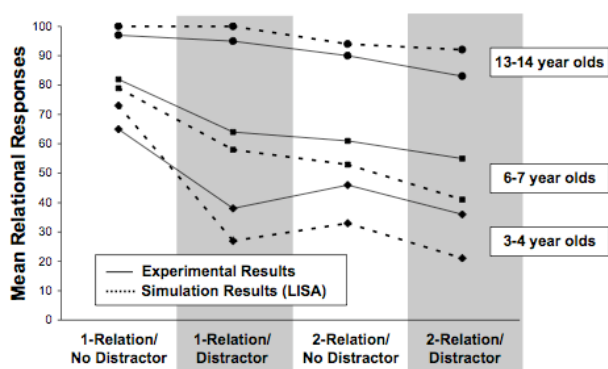 Mean Relational Responses
100
90
80
70
60
50
40
30
20
10
0
13-14 year olds
6-7 year olds
3-4 year olds
Experimental Results
Simulation Results (LISA)
1-Relation/
No Distractor
1-Relation/
Distractor
2-Relation/
No Distractor
2-Relation/
Distractor